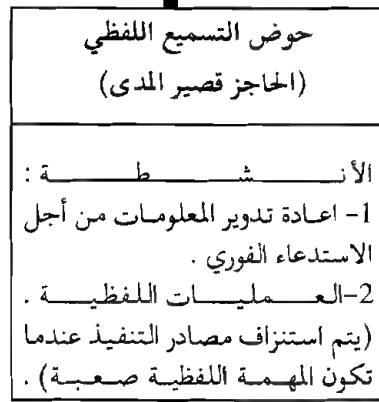 حوض التسميع اللفظي
(الحاجز قصير المدى)
الأنشطة :
1- اعادة تدوير المعلومات من أجل
الاستدعاء الفوري .
2-العمليات اللفظية .
(يتم استنزاف مصادر التنفيذ عندما
تكون المهمة اللفظية صعبة) .